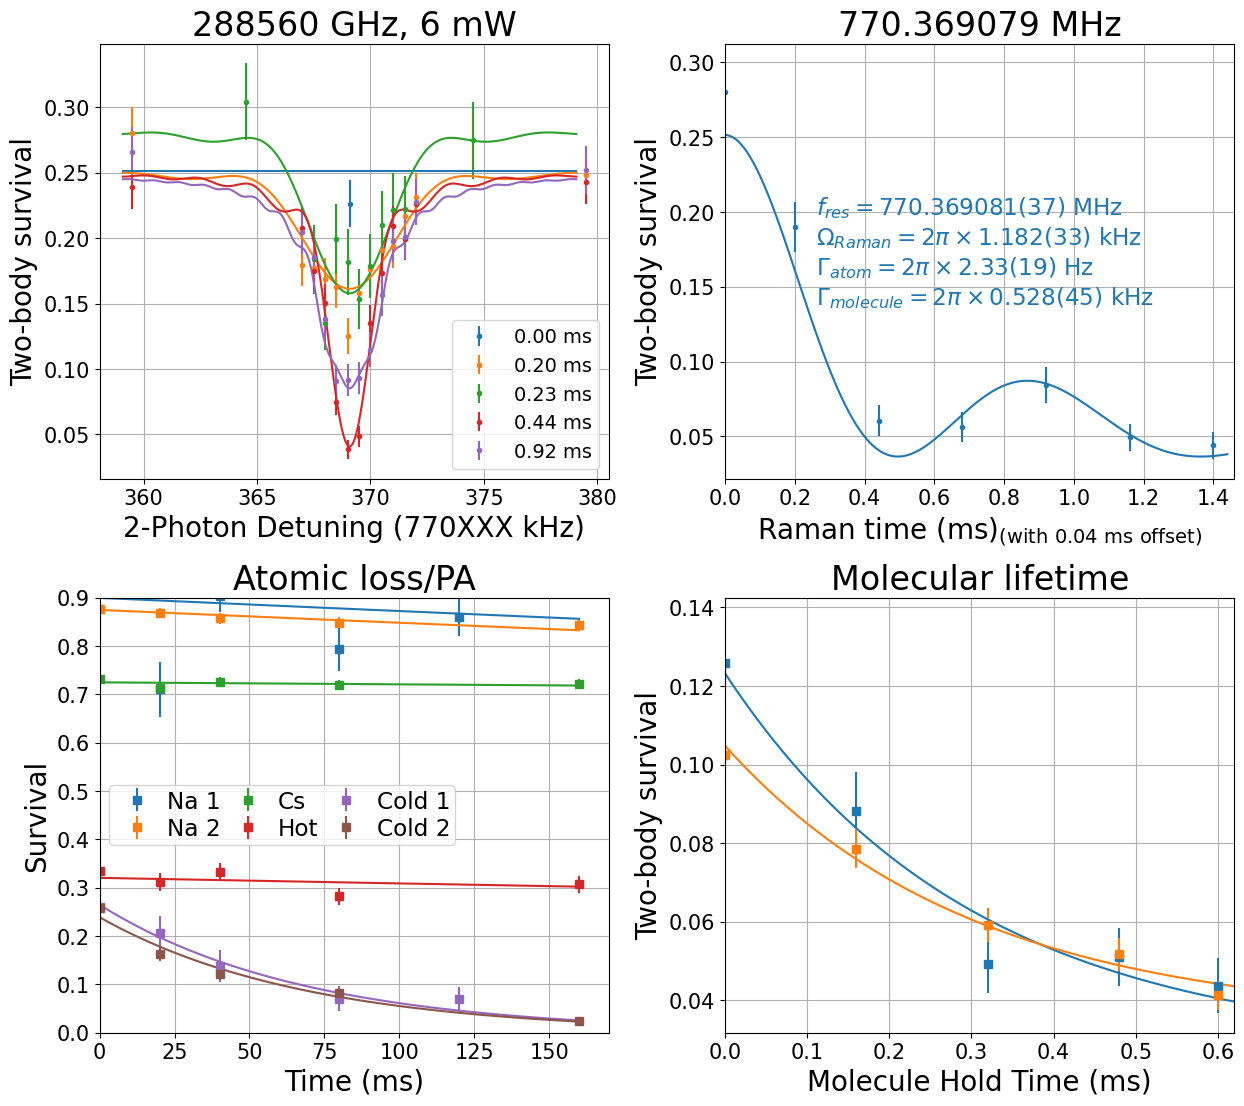 288560 GHz, 6 mW
Two-body survival
0.30
0.25
0.20
0.15
0.10
0.05
0.00 ms
0.20 ms
0.23 ms
0.44 ms
0.92 ms
360 365 370 375 380
2-Photon Detuning (770XXX kHz)
770.369079 MHz
Two-body survival
0.30
0.25
0.20
0.15
0.10
0.05
f_res = 770.369081(37) MHz
Ω_Raman = 2π × 1.182(33) kHz
Γ_atom = 2π × 2.33(19) Hz
Γ_molecule = 2π × 0.528(45) kHz
0.0 0.2 0.4 0.6 0.8 1.0 1.2 1.4
Raman time (ms)(with 0.04 ms offset)
Atomic loss/PA
Survival
0.9
0.8
0.7
0.6
0.5
0.4
0.3
0.2
0.1
0.0
Na 1 Cs Cold 1
Na 2 Hot Cold 2
0 25 50 75 100 125 150
Time (ms)
Molecular lifetime
Two-body survival
0.14
0.12
0.10
0.08
0.06
0.04
0.0 0.1 0.2 0.3 0.4 0.5 0.6
Molecule Hold Time (ms)